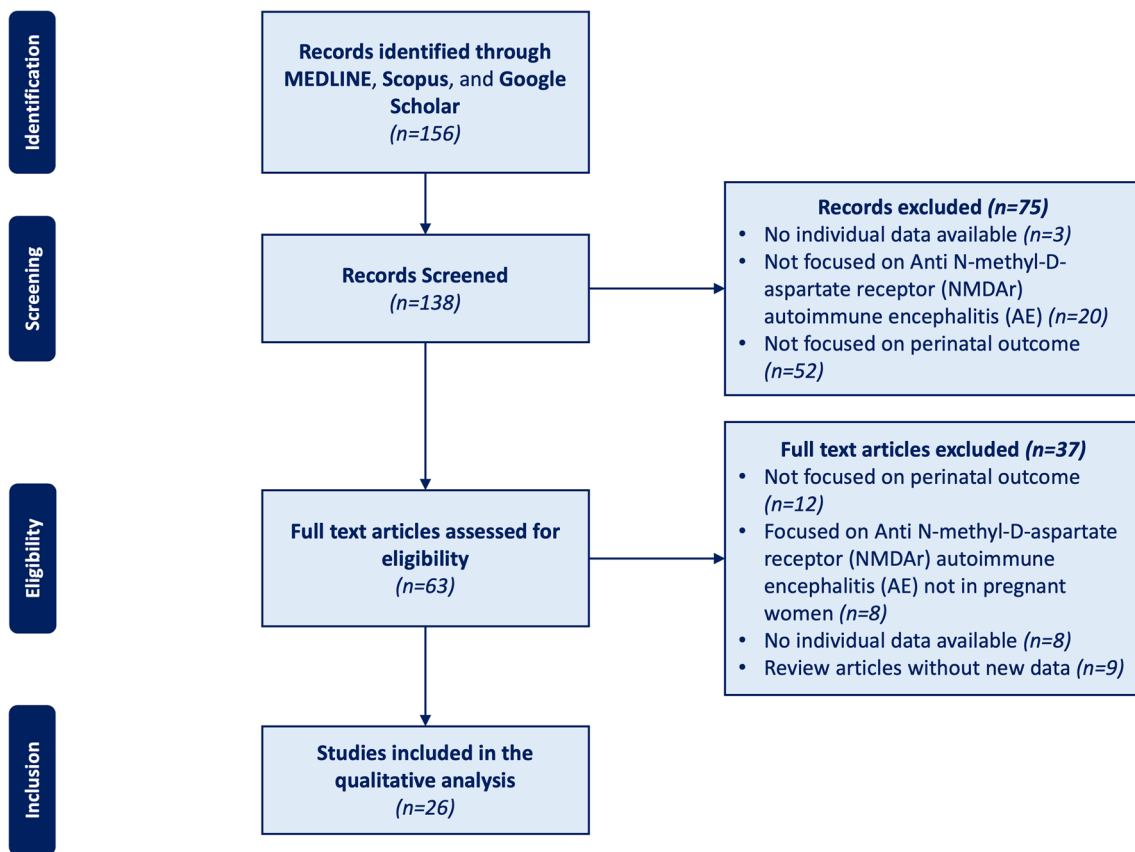 Identification
Records identified through
MEDLINE, Scopus, and Google
Scholar
(n=156)
Screening
Records Screened
(n=138)
Records excluded (n=75)
• No individual data available (n=3)
• Not focused on Anti N-methyl-D-
aspartate receptor (NMDAr)
autoimmune encephalitis (AE) (n=20)
• Not focused on perinatal outcome
(n=52)
Eligibility
Full text articles assessed for
eligibility
(n=63)
Full text articles excluded (n=37)
• Not focused on perinatal outcome
(n=12)
• Focused on Anti N-methyl-D-aspartate
receptor (NMDAr) autoimmune
encephalitis (AE) not in pregnant
women (n=8)
• No individual data available (n=8)
• Review articles without new data (n=9)
Inclusion
Studies included in the
qualitative analysis
(n=26)